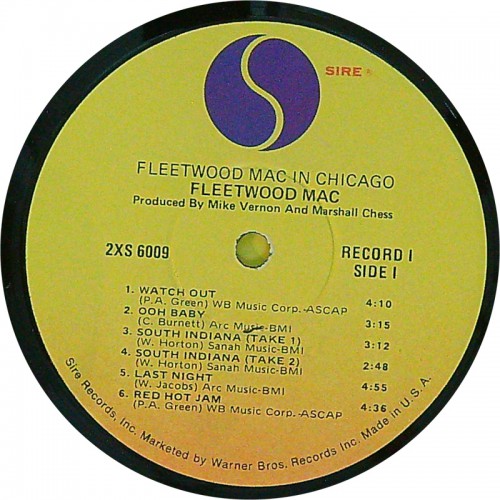 SIRE ®
FLEETWOOD MAC IN CHICAGO
FLEETWOOD MAC
Produced By Mike Vernon And Marshall Chess
2XS 6009
RECORD I
SIDE I
1. WATCH OUT 4:10
(P.A. Green) WB Music Corp.-ASCAP
2. OOH BABY 3:15
(C. Burnett) Arc Music-BMI
3. SOUTH INDIANA (TAKE 1) 3:12
(W. Horton) Sanah Music-BMI
4. SOUTH INDIANA (TAKE 2) 2:48
(W. Horton) Sanah Music-BMI
5. LAST NIGHT 4:55
(W. Jacobs) Arc Music-BMI
6. RED HOT JAM 4:36
(P.A. Green) WB Music Corp.-ASCAP
Sire Records, Inc. Marketed by Warner Bros. Records Inc. Made in U.S.A.